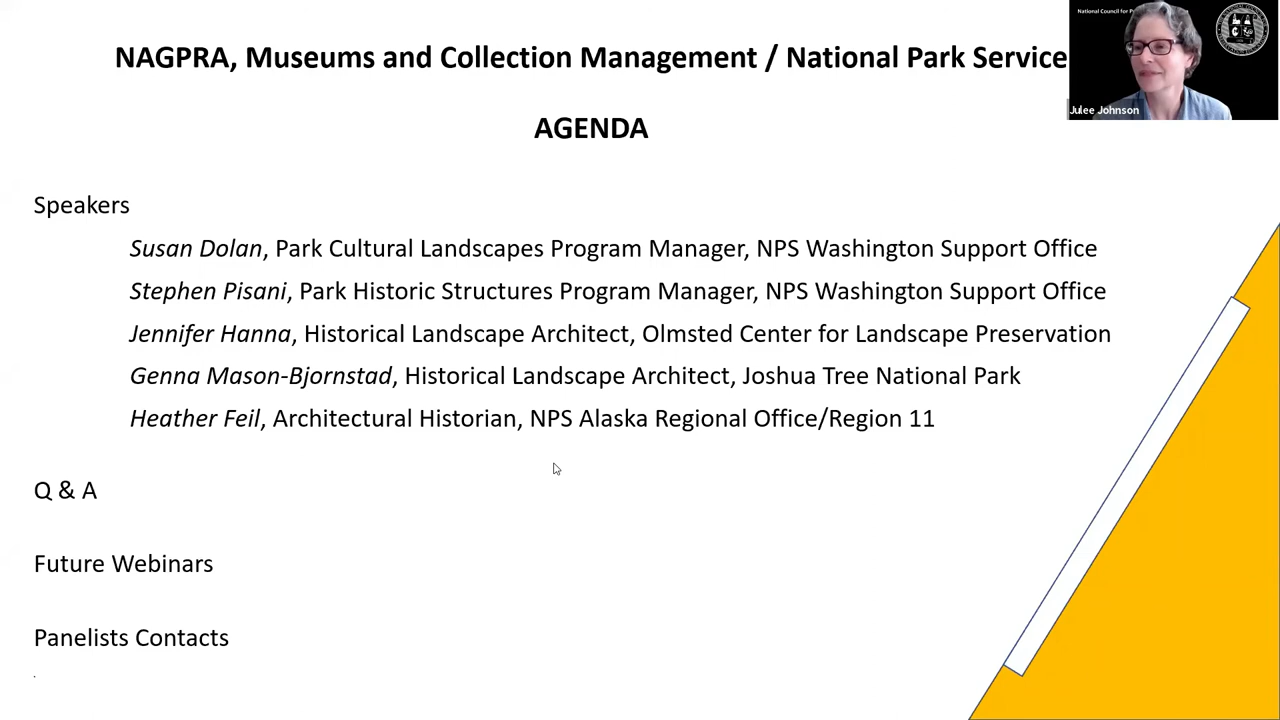 NAGPRA, Museums and Collection Management / National Park Service
National Council for P
Julee Johnson
AGENDA
Speakers
Susan Dolan, Park Cultural Landscapes Program Manager, NPS Washington Support Office
Stephen Pisani, Park Historic Structures Program Manager, NPS Washington Support Office
Jennifer Hanna, Historical Landscape Architect, Olmsted Center for Landscape Preservation
Genna Mason-Bjornstad, Historical Landscape Architect, Joshua Tree National Park
Heather Feil, Architectural Historian, NPS Alaska Regional Office/Region 11
Q & A
Future Webinars
Panelists Contacts
.